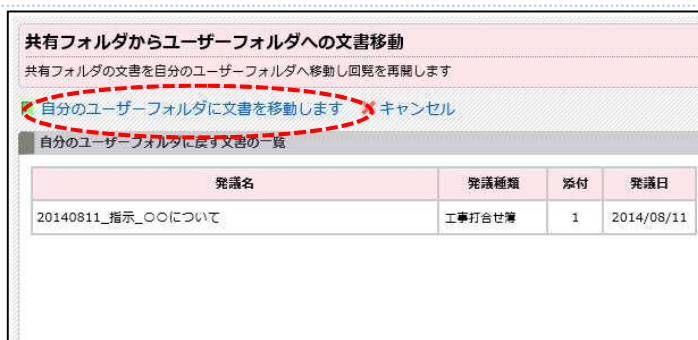 共有フォルダからユーザーフォルダへの文書移動
共有フォルダの文書を自分のユーザーフォルダへ移動し回覧を再開します
自分のユーザーフォルダに文書を移動します キャンセル
自分のユーザーフォルダに戻す文書の一覧
発議名 発議種類 添付 発議日
20140811_指示_〇〇について 工事打合せ簿 1 2014/08/11